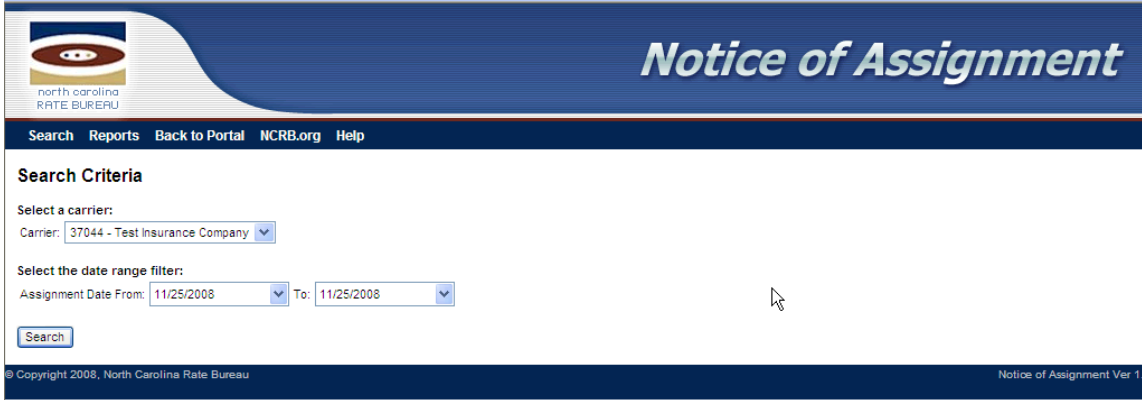 north carolina
RATE BUREAU
Notice of Assignment
Search Reports Back to Portal NCRB.org Help
Search Criteria
Select a carrier:
Carrier: 37044 - Test Insurance Company
Select the date range filter:
Assignment Date From: 11/25/2008 To: 11/25/2008
Search
© Copyright 2008, North Carolina Rate Bureau Notice of Assignment Ver 1.